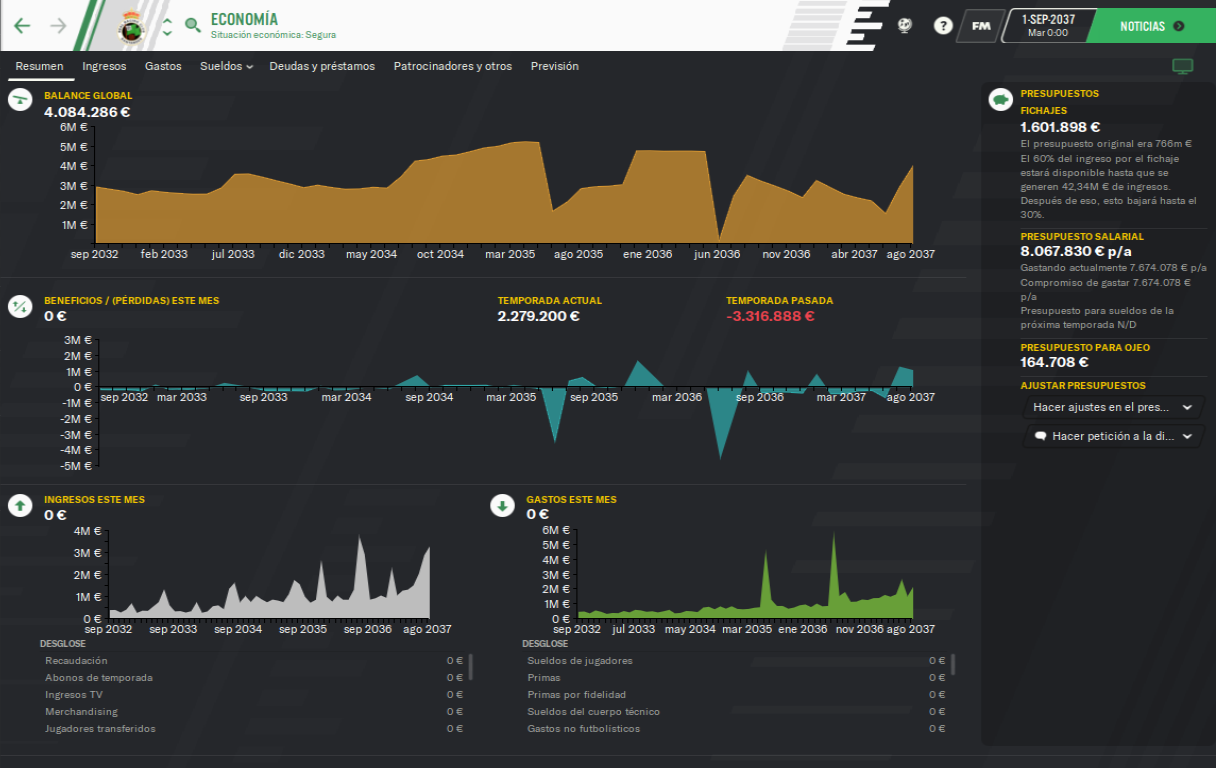 ECONOMÍA
Situación económica: Segura
FM
1-SEP-2037
Mar 0:00
NOTICIAS
Resumen Ingresos Gastos Sueldos Deudas y préstamos Patrocinadores y otros Previsión
BALANCE GLOBAL
4.084.286 €
6M €
5M €
4M €
3M €
2M €
1M €
sep 2032 feb 2033 jul 2033 dic 2033 may 2034 oct 2034 mar 2035 ago 2035 ene 2036 jun 2036 nov 2036 abr 2037 ago 2037
BENEFICIOS / (PÉRDIDAS) ESTE MES
0 €
TEMPORADA ACTUAL
2.279.200 €
TEMPORADA PASADA
-3.316.888 €
3M €
2M €
1M €
0 €
-1M €
-2M €
-3M €
-4M €
-5M €
sep 2032 mar 2033 sep 2033 mar 2034 sep 2034 mar 2035 sep 2035 mar 2036 sep 2036 mar 2037 ago 2037
INGRESOS ESTE MES
0 €
4M €
3M €
2M €
1M €
0 €
sep 2032 sep 2033 sep 2034 sep 2035 sep 2036 ago 2037
DESGLOSE
Recaudación 0 €
Abonos de temporada 0 €
Ingresos TV 0 €
Merchandising 0 €
Jugadores transferidos 0 €
GASTOS ESTE MES
0 €
6M €
5M €
4M €
3M €
2M €
1M €
0 €
sep 2032 jul 2033 may 2034 mar 2035 ene 2036 nov 2036 ago 2037
DESGLOSE
Sueldos de jugadores 0 €
Primas 0 €
Primas por fidelidad 0 €
Sueldos del cuerpo técnico 0 €
Gastos no futbolísticos 0 €
PRESUPUESTOS
FICHAJES
1.601.898 €
El presupuesto original era 766m €
El 60% del ingreso por el fichaje
estará disponible hasta que se
generen 42,34M € de ingresos.
Después de eso, esto bajará hasta el
30%.
PRESUPUESTO SALARIAL
8.067.830 € p/a
Gastando actualmente 7.674.078 € p/a
Compromiso de gastar 7.674.078 €
p/a
Presupuesto para sueldos de la
próxima temporada N/D
PRESUPUESTO PARA OJEO
164.708 €
AJUSTAR PRESUPUESTOS
Hacer ajustes en el pres...
Hacer petición a la di...